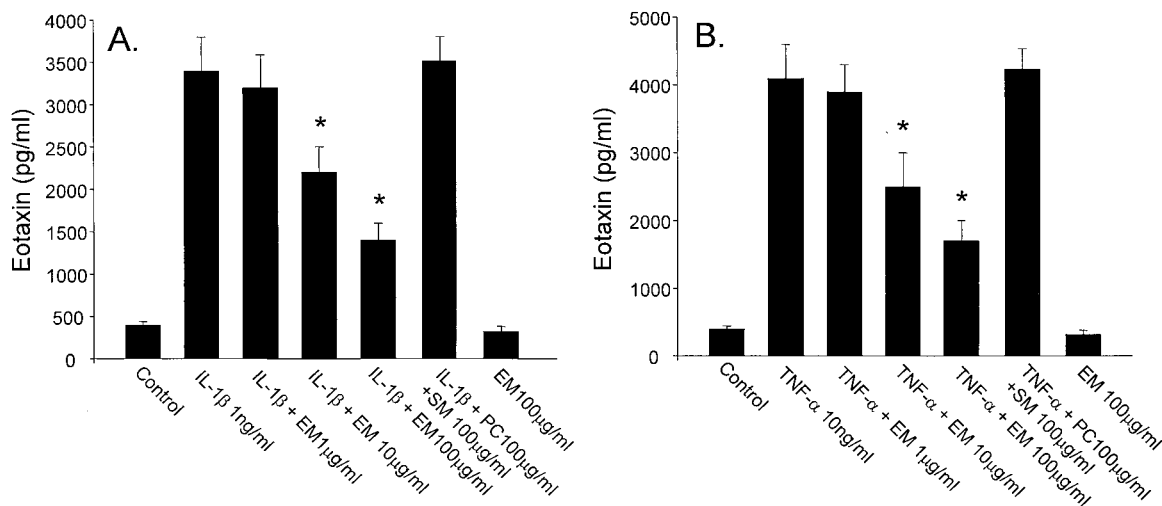 A.
Eotaxin (pg/ml)
4000
3500
3000
2500
2000
1500
1000
500
0
*
*
Control
IL-1β 1ng/ml
IL-1β + EM1μg/ml
IL-1β + EM 10μg/ml
IL-1β + EM100μg/ml
IL-1β + PC100μg/ml
+SM 100μg/ml
EM100μg/ml
B.
Eotaxin (pg/ml)
5000
4000
3000
2000
1000
0
*
*
Control
TNF-α 10ng/ml
TNF-α + EM 1μg/ml
TNF-α + EM 10μg/ml
TNF-α + EM 100μg/ml
TNF-α + PC100μg/ml
+SM 100μg/ml
EM 100μg/ml